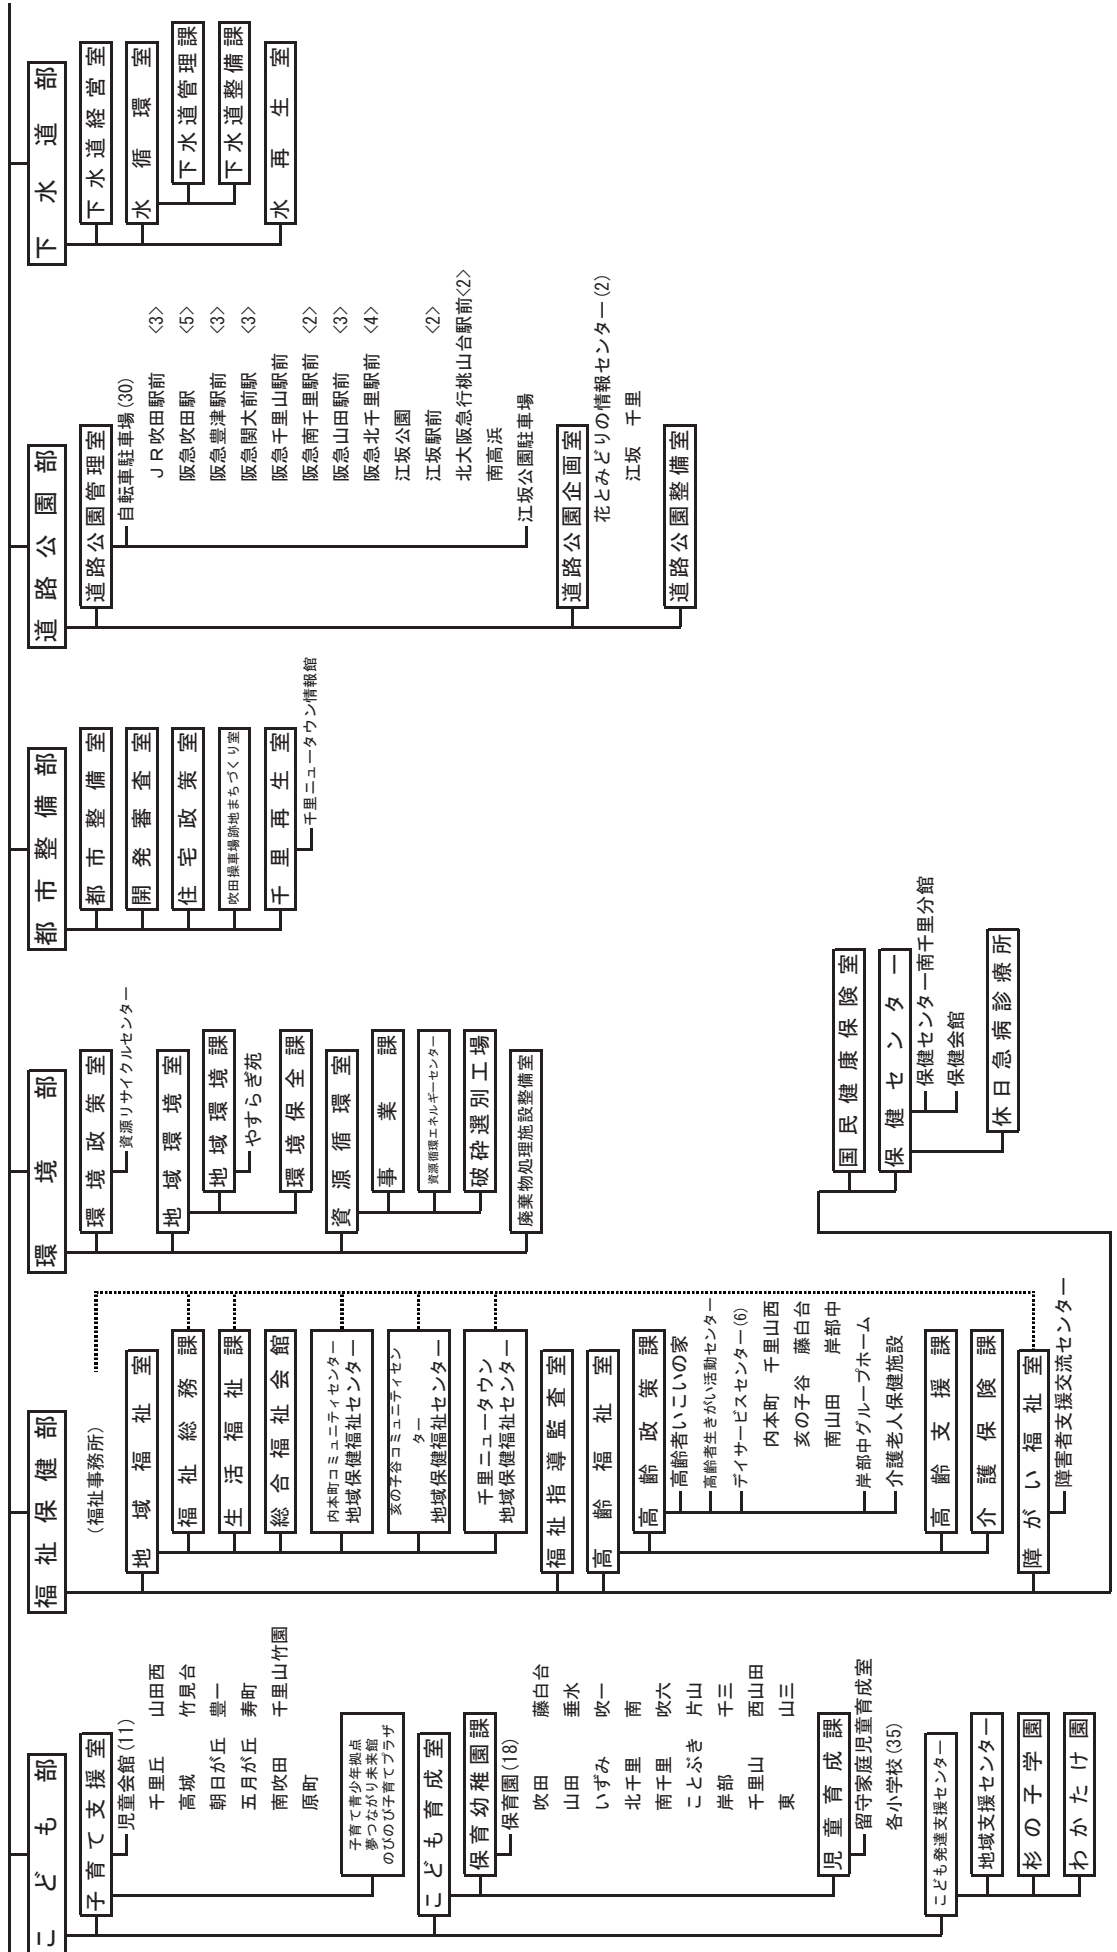 こども部
子育て支援室
児童会館(11)
千里丘 山田西
高城 竹見台
朝日が丘 豊一
五月が丘 寿町
南吹田 千里山竹園
原町
子育て青少年拠点
夢つながり未来館
のびのび子育てプラザ
こども育成室
保育幼稚園課
保育園(18)
吹田 藤白台
山田 垂水
いずみ 吹一
北千里 南
南千里 吹六
ことぶき 片山
岸部 千三
千里山 西山田
東 山三
児童育成課
留守家庭児童育成室
各小学校(35)
こども発達支援センター
地域支援センター
杉の子学園
わかたけ園
福祉保健部
(福祉事務所)
地域福祉室
福祉総務課
生活福祉課
総合福祉会館
内本町コミュニティセンター
地域保健福祉センター
亥の子谷コミュニティセン
ター
地域保健福祉センター
千里ニュータウン
地域保健福祉センター
福祉指導監査室
高齢福祉室
高齢政策課
高齢者いこいの家
高齢者生きがい活動センター
デイサービスセンター(6)
内本町 千里山西
亥の子谷 藤白台
南山田 岸部中
岸部中グループホーム
介護老人保健施設
高齢支援課
介護保険課
障がい福祉室
障害者支援交流センター
国民健康保険室
保健センター
保健センター南千里分館
保健会館
休日急病診療所
環境部
環境政策室
資源リサイクルセンター
地域環境室
地域環境課
やすらぎ苑
環境保全課
資源循環室
事業課
資源循環エネルギーセンター
破砕選別工場
廃棄物処理施設整備室
都市整備部
都市整備室
開発審査室
住宅政策室
吹田操車場跡地まちづくり室
千里再生室
千里ニュータウン情報館
道路公園部
道路公園管理室
自転車駐車場(30)
JR吹田駅前 <3>
阪急吹田駅 <5>
阪急豊津駅前 <3>
阪急関大前駅 <3>
阪急千里山駅前
阪急南千里駅前 <2>
阪急山田駅前 <3>
阪急北千里駅前 <4>
江坂公園
江坂駅前 <2>
北大阪急行桃山台駅前<2>
南高浜
江坂公園駐車場
道路公園企画室
花とみどりの情報センター(2)
江坂 千里
道路公園整備室
下水道部
下水道経営室
水循環室
下水道管理課
下水道整備課
水再生室